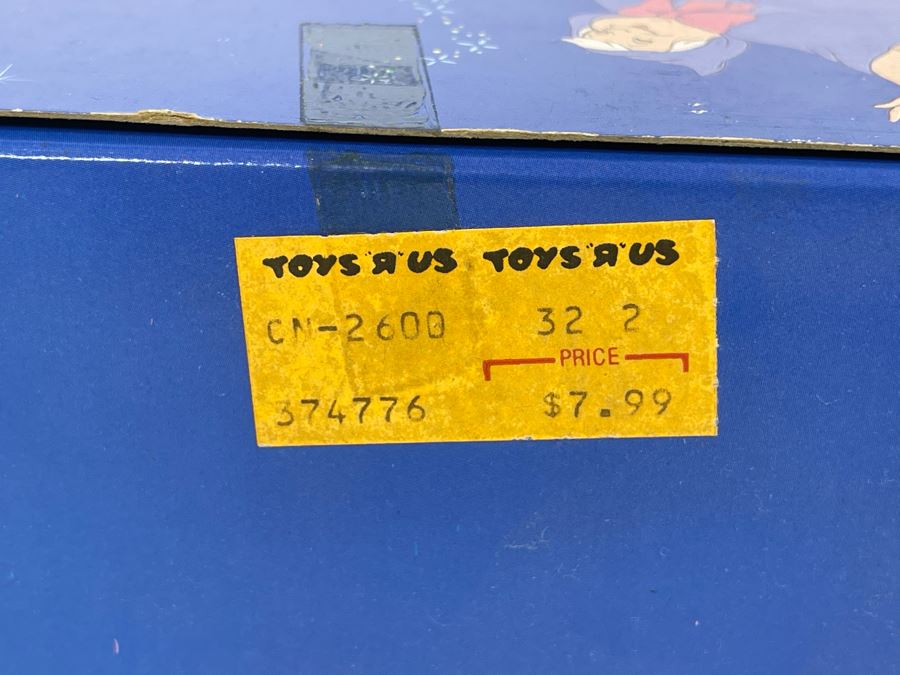 TOYS "Я" US TOYS "Я" US
CN-2600 32 2
PRICE
374776 $7.99